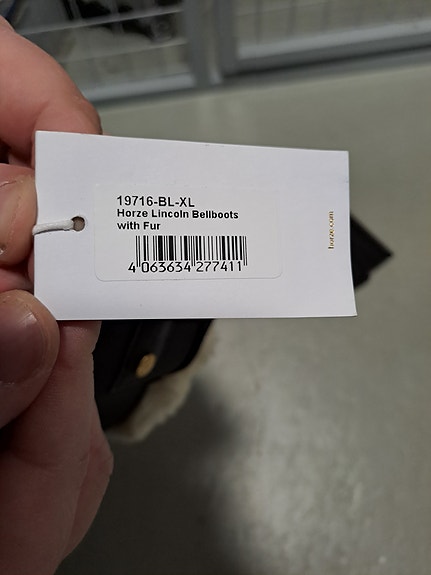 19716-BL-XL
Horze Lincoln Bellboots
with Fur
4 063634 277411
horze.com